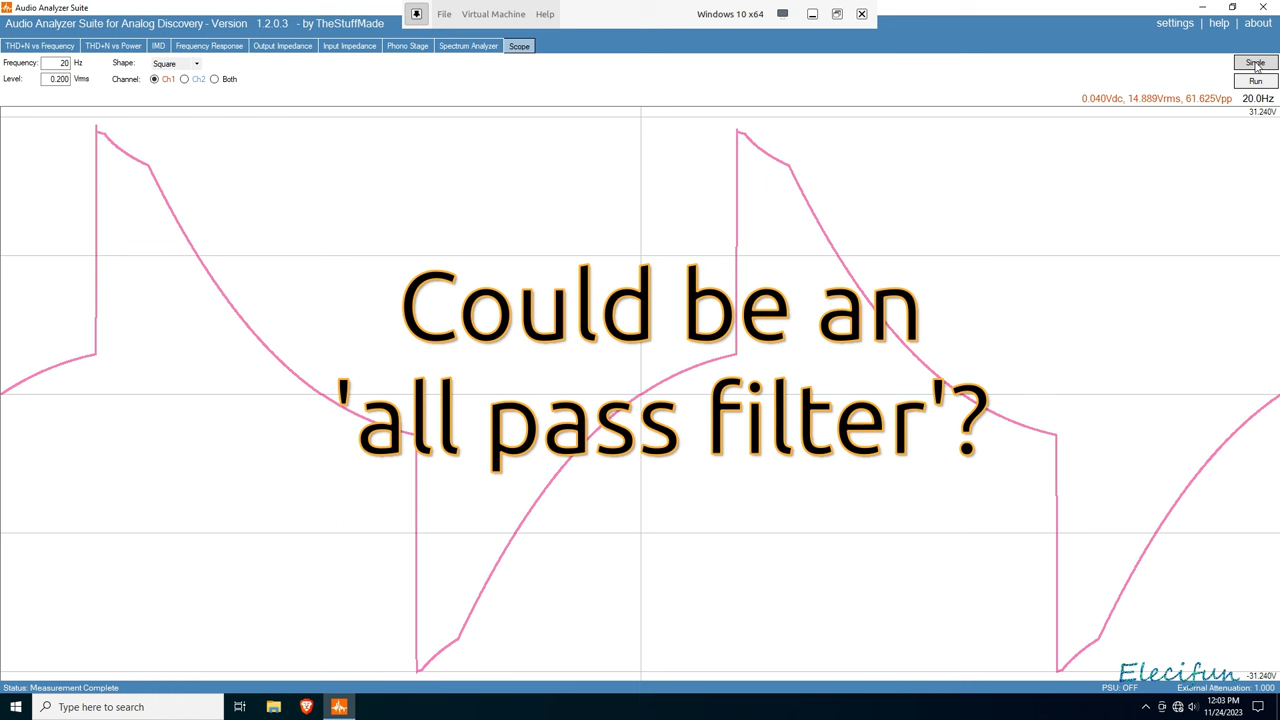 Audio Analyzer Suite
File Virtual Machine Help Windows 10 x64
Audio Analyzer Suite for Analog Discovery - Version 1.2.0.3 - by TheStuffMade
settings | help | about
THD+N vs Frequency THD+N vs Power IMD Frequency Response Output Impedance Input Impedance Phono Stage Spectrum Analyzer Scope
Frequency: 20 Hz Shape: Square Single
Level: 0.200 Vrms Channel: Ch1 Ch2 Both Run
0.040Vdc, 14.889Vrms, 61.625Vpp 20.0Hz
31.240V
Could be an
'all pass filter'?
Elecifun
-31.240V
Status: Measurement Complete PSU: OFF External Attenuation: 1.000
Type here to search
12:03 PM
11/24/2023